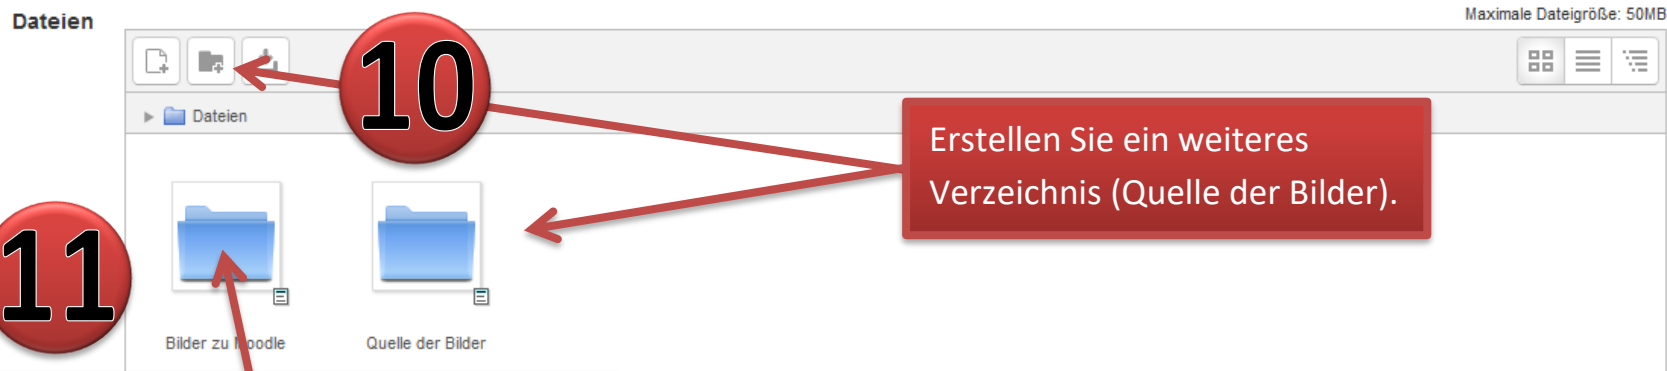 Dateien
Maximale Dateigröße: 50MB
10
Dateien
Erstellen Sie ein weiteres
Verzeichnis (Quelle der Bilder).
11
Bilder zu Moodle
Quelle der Bilder